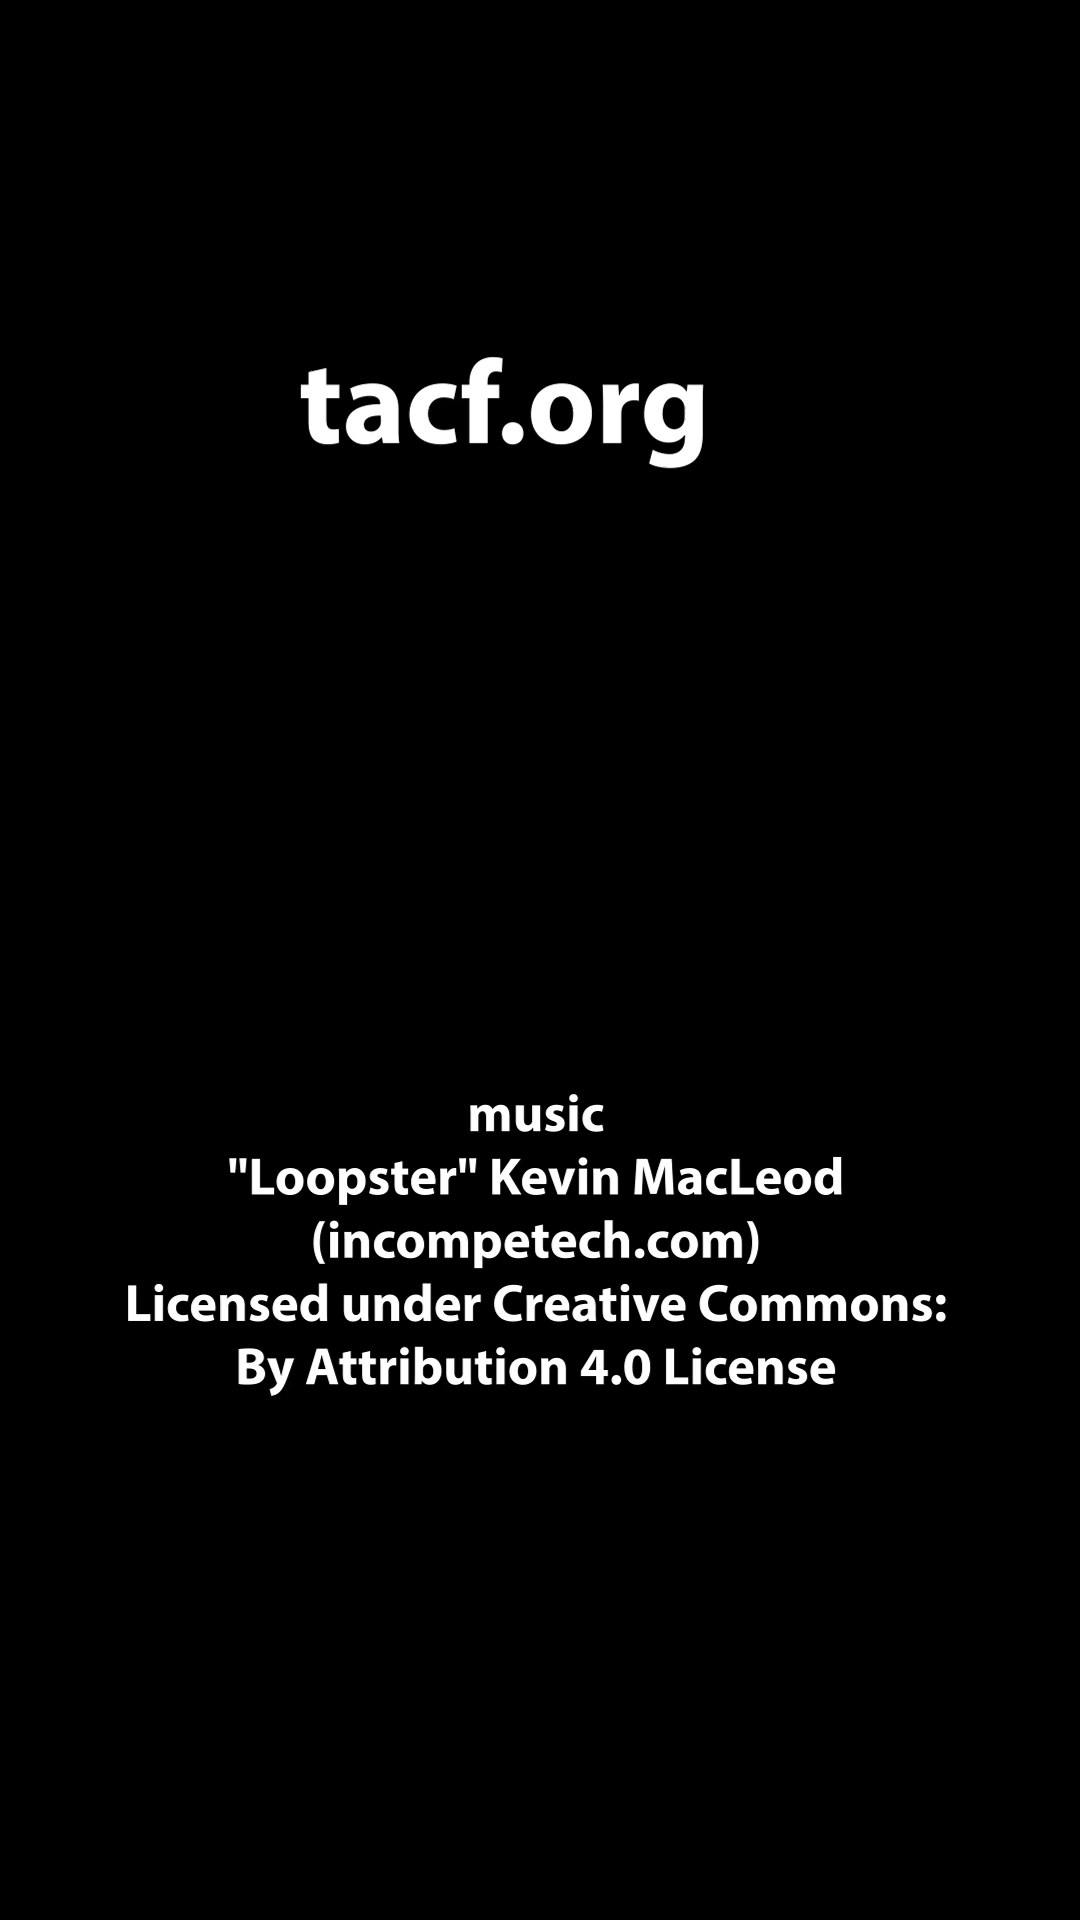 tacf.org
music
"Loopster" Kevin MacLeod
(incompetech.com)
Licensed under Creative Commons:
By Attribution 4.0 License